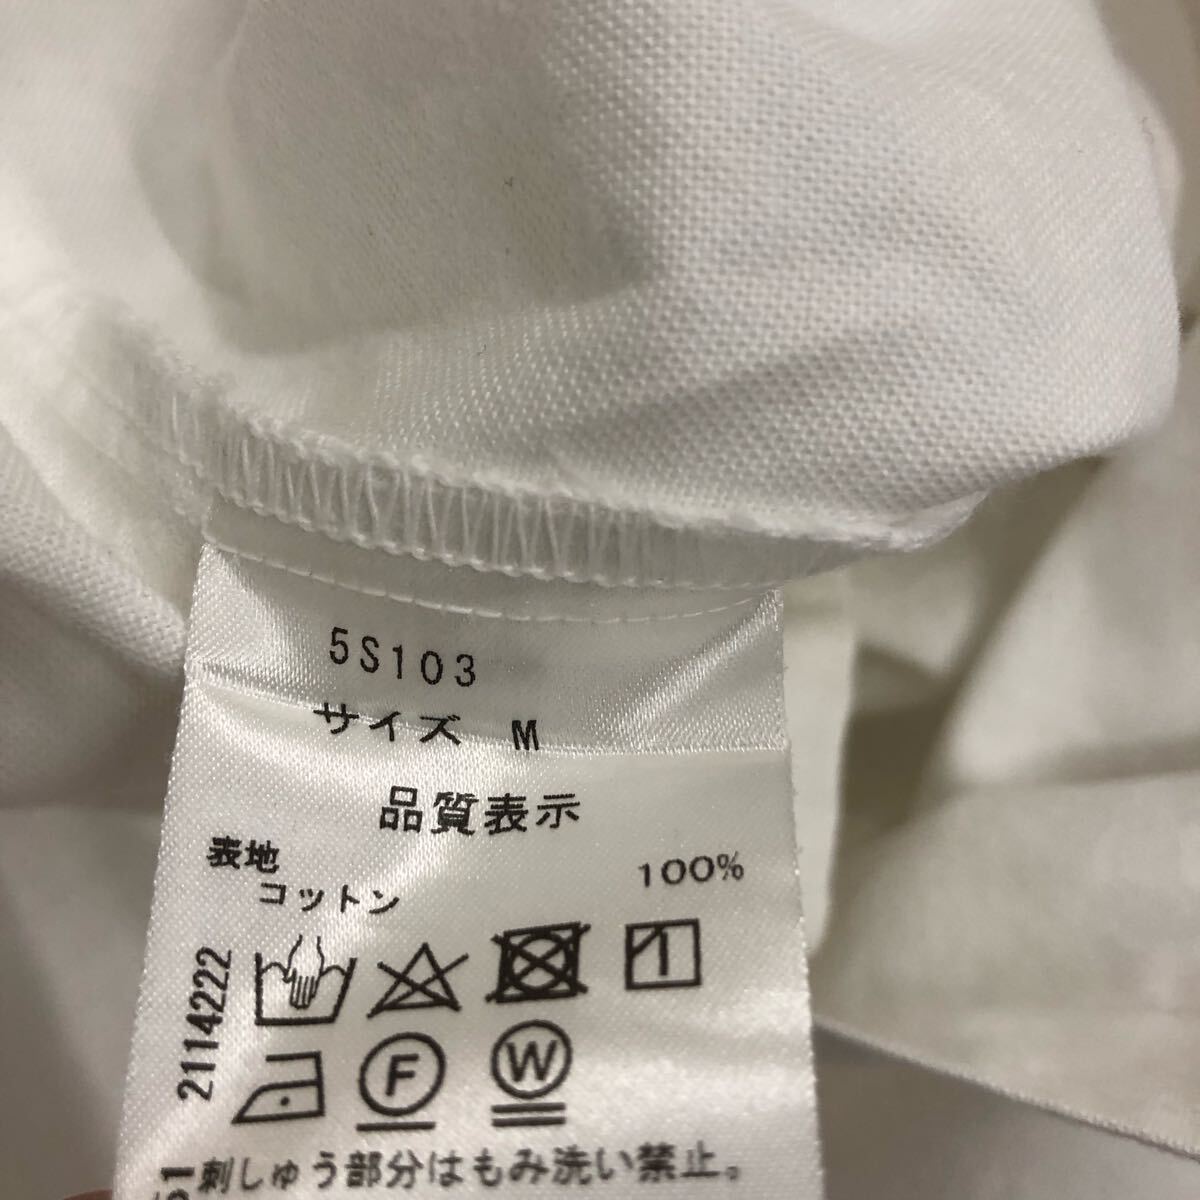 5S103
サイズ M
品質表示
表地
コットン 100%
2114222
F W
刺しゅう部分はもみ洗い禁止。